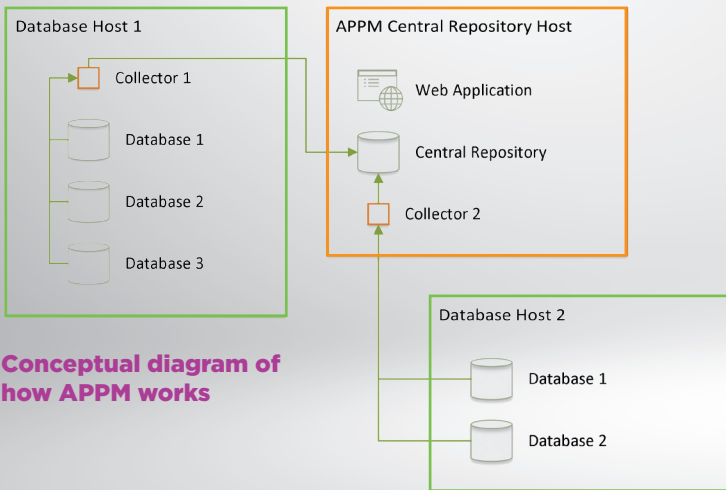 Database Host 1
Collector 1
Database 1
Database 2
Database 3
APPM Central Repository Host
Web Application
Central Repository
Collector 2
Database Host 2
Database 1
Database 2
Conceptual diagram of
how APPM works